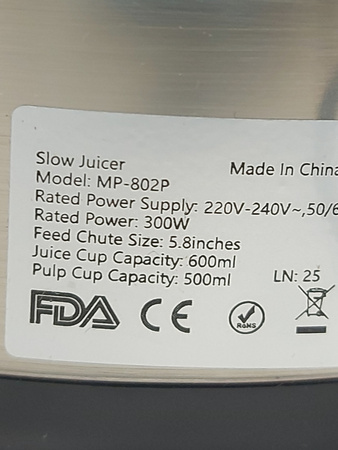 Slow Juicer
Made In China
Model: MP-802P
Rated Power Supply: 220V-240V~,50/6
Rated Power: 300W
Feed Chute Size: 5.8inches
Juice Cup Capacity: 600ml
Pulp Cup Capacity: 500ml
LN: 25
FDA CE RoHS